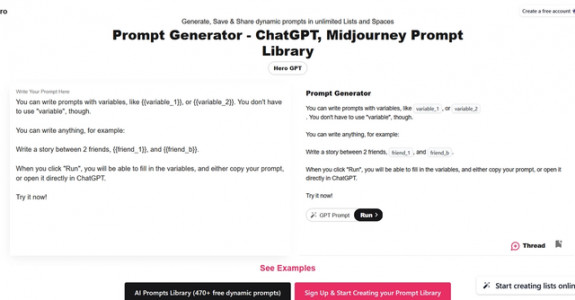 ro
Create a free account
Generate, Save & Share dynamic prompts in unlimited Lists and Spaces
Prompt Generator - ChatGPT, Midjourney Prompt
Library
Hero GPT
Write Your Prompt Here
You can write prompts with variables, like {{variable_1}}, or {{variable_2}}. You don't have
to use "variable", though.
You can write anything, for example:
Write a story between 2 friends, {{friend_1}}, and {{friend_b}}.
When you click "Run", you will be able to fill in the variables, and either copy your prompt,
or open it directly in ChatGPT.
Try it now!
Prompt Generator
You can write prompts with variables, like variable_1, or variable_2
. You don't have to use "variable", though.
You can write anything, for example:
Write a story between 2 friends, friend_1, and friend_b.
When you click "Run", you will be able to fill in the variables, and either copy your prompt, or open it
directly in ChatGPT.
Try it now!
GPT Prompt
Run
Thread
See Examples
AI Prompts Library (470+ free dynamic prompts)
Sign Up & Start Creating your Prompt Library
Start creating lists onlin